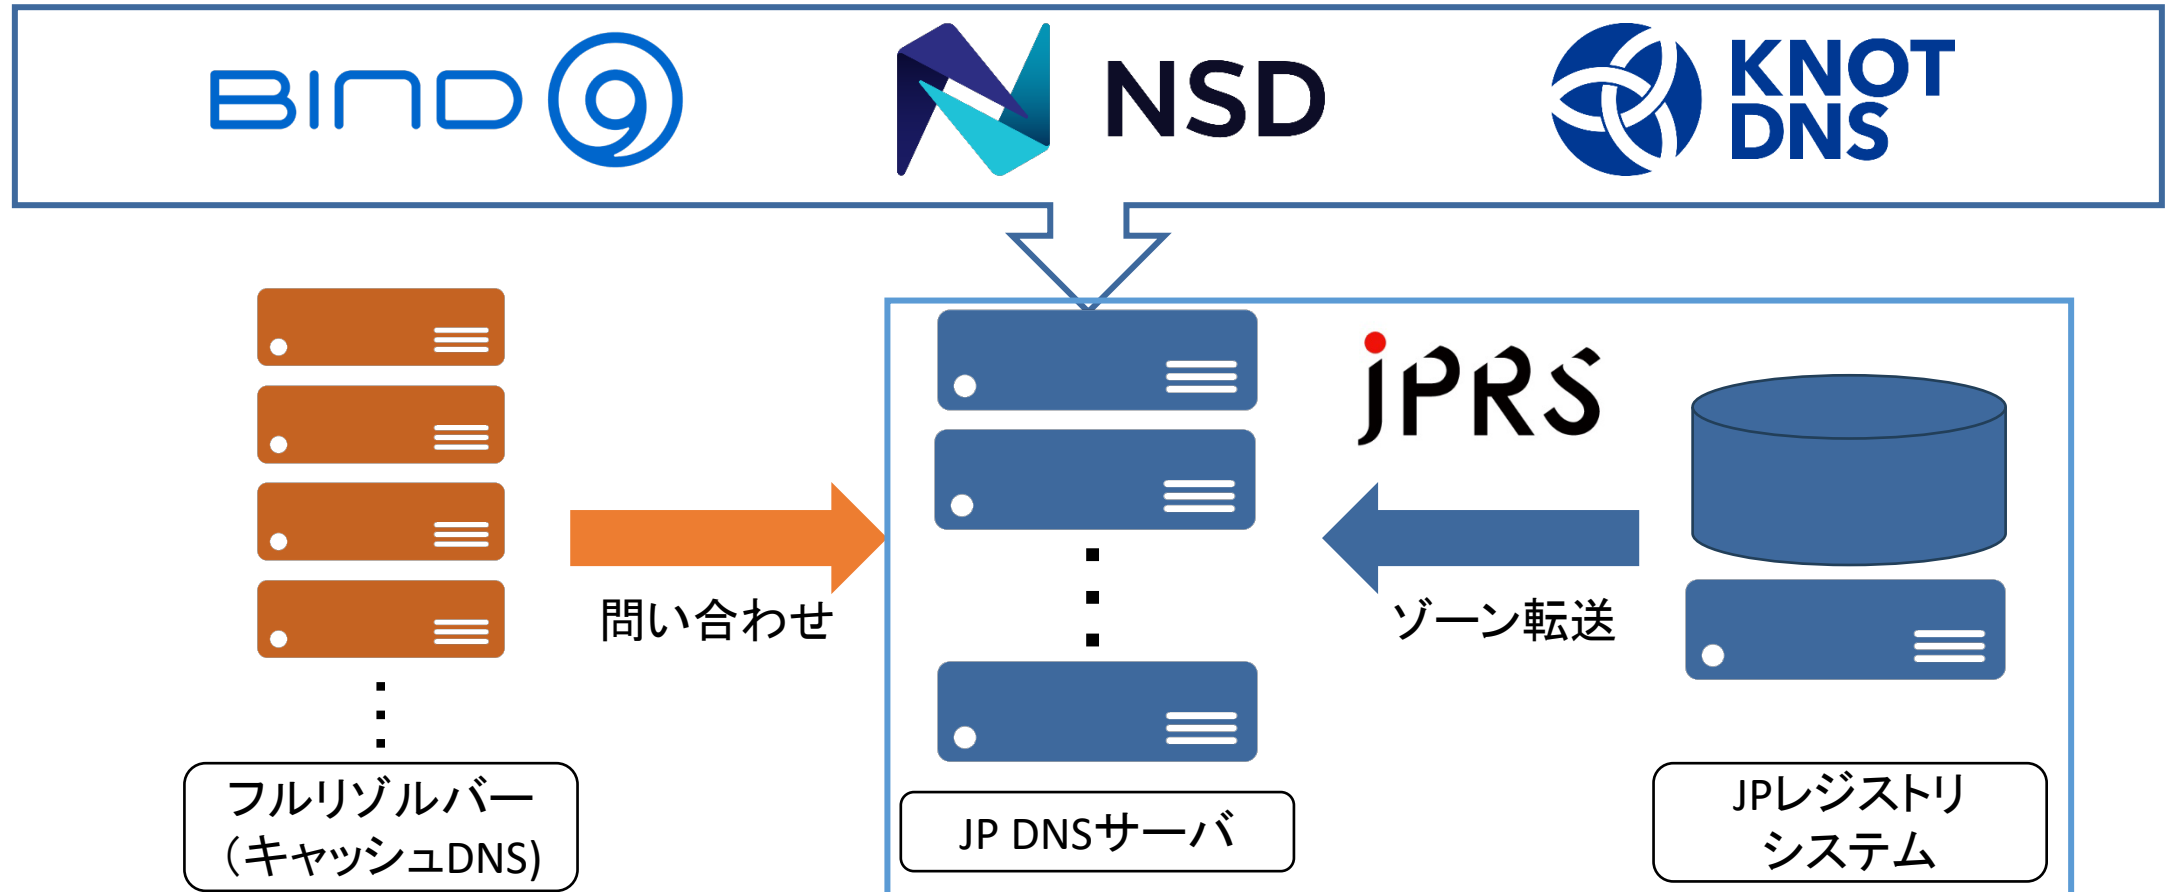 BIND 9
NSD
KNOT
DNS
JPRS
問い合わせ
ゾーン転送
フルリゾルバー
（キャッシュDNS)
JP DNSサーバ
JPレジストリ
システム